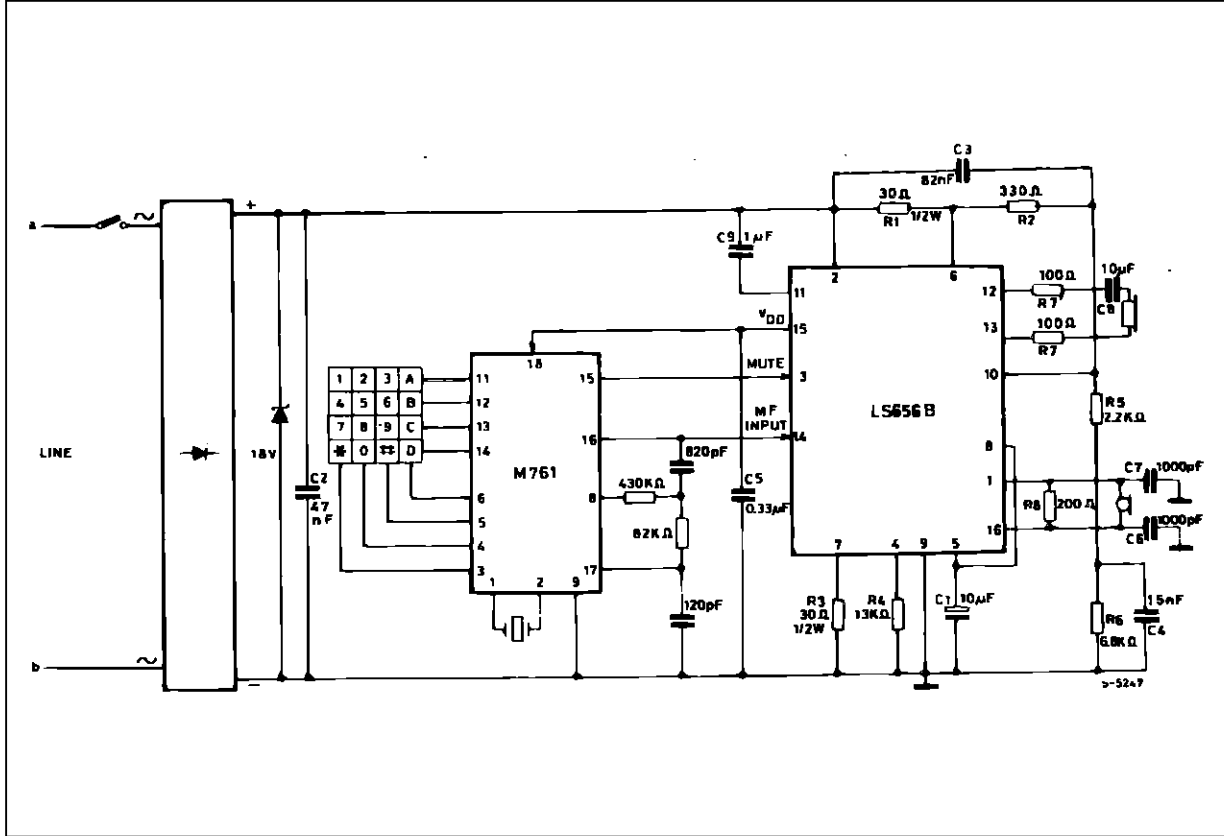 C3
82nF
30Ω
1/2W
R1
330Ω
R2
+
a
~
C9
1µF
2
6
11
12
100Ω
R7
10µF
C8
VDD
15
13
100Ω
R7
18
MUTE
3
10
1 2 3 A
4 5 6 B
7 8 9 C
* 0 # D
11
12
13
14
15
16
M761
MF
INPUT
14
LS656B
R5
2.2KΩ
LINE
18V
C2
47
nF
820pF
430KΩ
8
82KΩ
C5
0.33µF
8
1
R8
200Ω
16
C7
1000pF
C6
1000pF
6
5
4
3
17
1
2
9
120pF
7
4
9
5
R3
30Ω
1/2W
R4
13KΩ
C1
10µF
R6
6.8KΩ
15nF
C4
b
~
−
S-5247